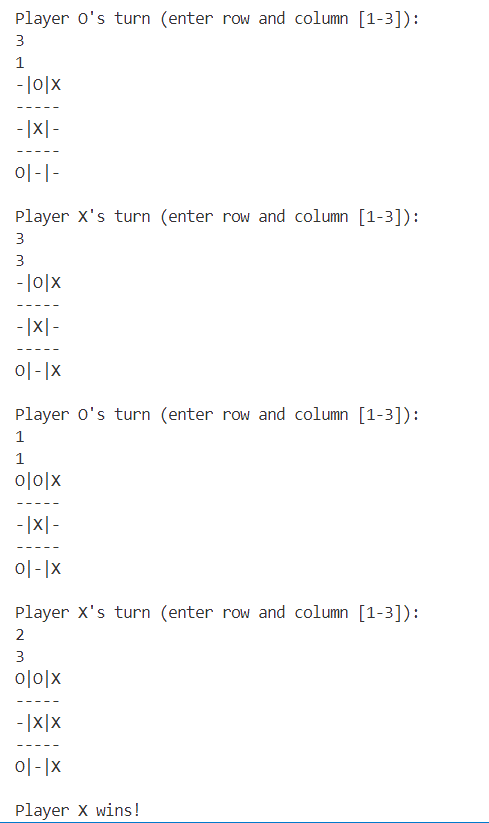 Player O's turn (enter row and column [1-3]):
3
1
-|O|X
-----
-|X|-
-----
O|-|-
Player X's turn (enter row and column [1-3]):
3
3
-|O|X
-----
-|X|-
-----
O|-|X
Player O's turn (enter row and column [1-3]):
1
1
O|O|X
-----
-|X|-
-----
O|-|X
Player X's turn (enter row and column [1-3]):
2
3
O|O|X
-----
-|X|X
-----
O|-|X
Player X wins!